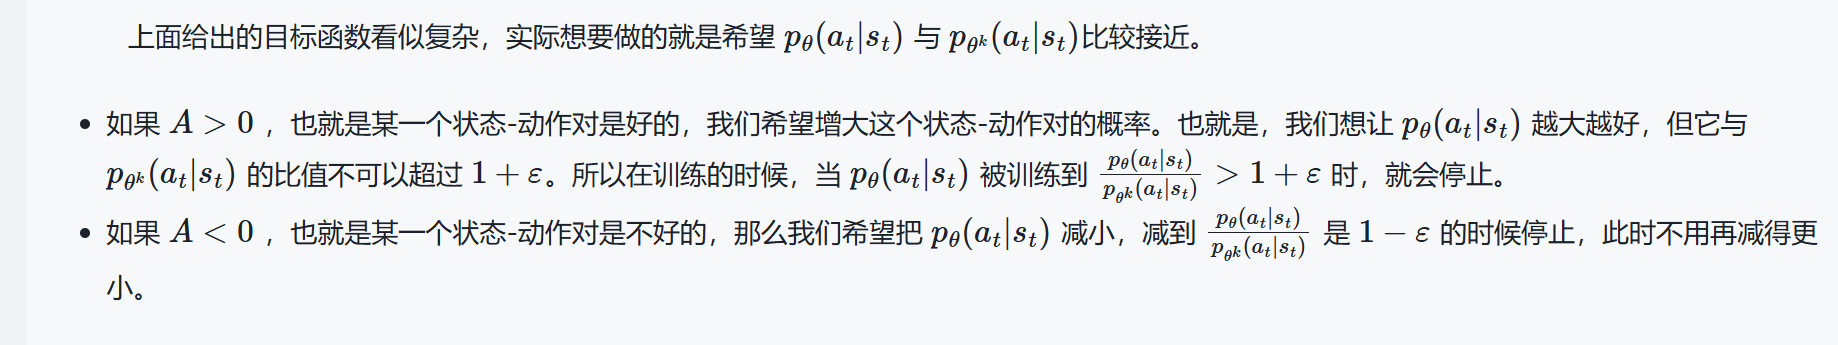 上面给出的目标函数看似复杂，实际想要做的就是希望 $p_\theta(a_t|s_t)$ 与 $p_{\theta^k}(a_t|s_t)$比较接近。
• 如果 $A > 0$ ，也就是某一个状态-动作对是好的，我们希望增大这个状态-动作对的概率。也就是，我们想让 $p_\theta(a_t|s_t)$ 越大越好，但它与
$p_{\theta^k}(a_t|s_t)$ 的比值不可以超过 $1 + \varepsilon$。所以在训练的时候，当 $p_\theta(a_t|s_t)$ 被训练到 $\frac{p_\theta(a_t|s_t)}{p_{\theta^k}(a_t|s_t)} > 1 + \varepsilon$ 时，就会停止。
• 如果 $A < 0$ ，也就是某一个状态-动作对是不好的，那么我们希望把 $p_\theta(a_t|s_t)$ 减小，减到 $\frac{p_\theta(a_t|s_t)}{p_{\theta^k}(a_t|s_t)}$ 是 $1 - \varepsilon$ 的时候停止，此时不用再减得更
小。